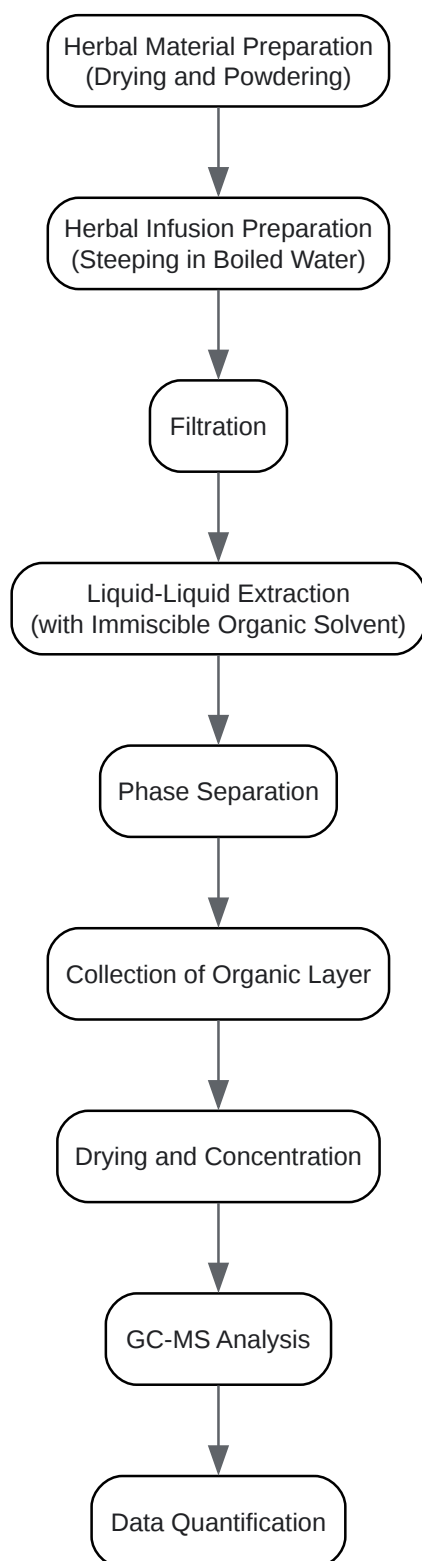 Herbal Material Preparation
(Drying and Powdering)
Herbal Infusion Preparation
(Steeping in Boiled Water)
Filtration
Liquid-Liquid Extraction
(with Immiscible Organic Solvent)
Phase Separation
Collection of Organic Layer
Drying and Concentration
GC-MS Analysis
Data Quantification